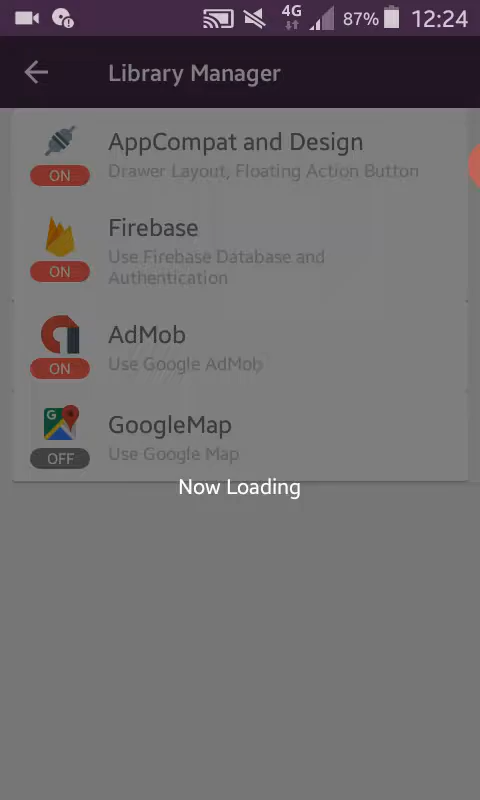 4G 87% 12:24
Library Manager
AppCompat and Design
ON
Drawer Layout, Floating Action Button
Firebase
Use Firebase Database and
ON
Authentication
AdMob
ON
Use Google AdMob
G
GoogleMap
OFF
Use Google Map
Now Loading